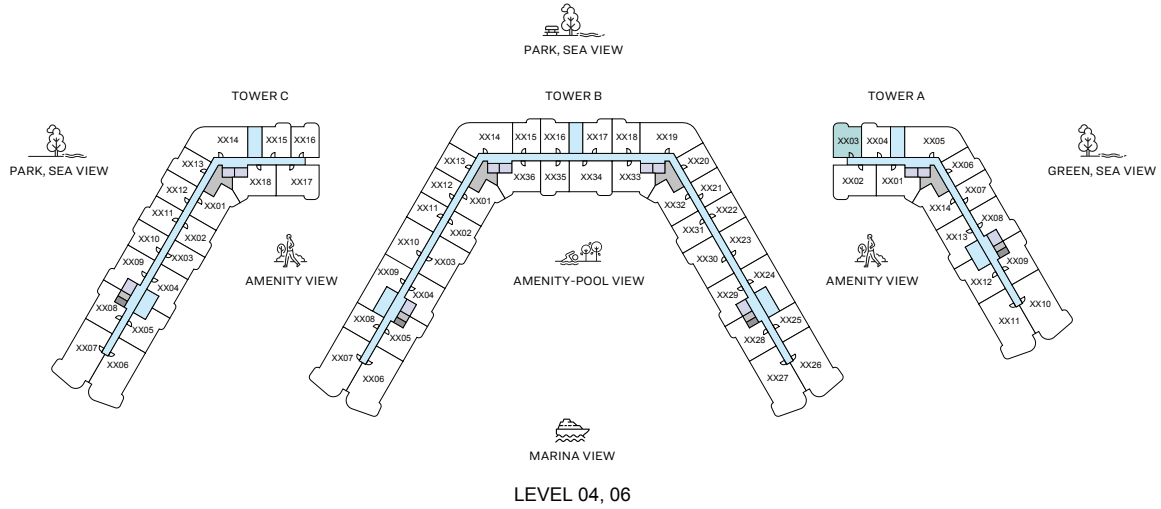 PARK, SEA VIEW
TOWER C
TOWER B
TOWER A
PARK, SEA VIEW
GREEN, SEA VIEW
XX14
XX15
XX16
XX13
XX12
XX11
XX10
XX09
XX08
XX07
XX06
XX05
XX04
XX03
XX02
XX01
XX18
XX17
AMENITY VIEW
XX14
XX15
XX16
XX17
XX18
XX19
XX13
XX12
XX11
XX10
XX09
XX08
XX07
XX06
XX05
XX04
XX03
XX02
XX01
XX36
XX35
XX34
XX33
XX32
XX31
XX30
XX29
XX28
XX27
XX26
XX25
XX24
XX23
XX22
XX21
XX20
AMENITY-POOL VIEW
AMENITY VIEW
XX03
XX04
XX05
XX06
XX07
XX08
XX09
XX10
XX11
XX12
XX13
XX14
XX01
XX02
MARINA VIEW
LEVEL 04, 06